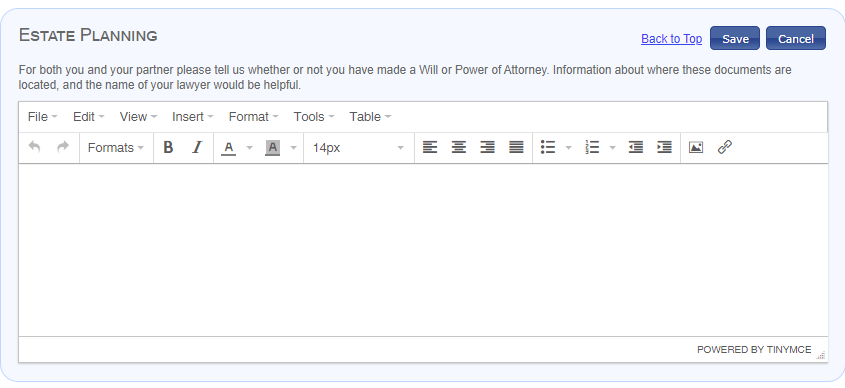 Estate Planning
Back to Top Save Cancel
For both you and your partner please tell us whether or not you have made a Will or Power of Attorney. Information about where these documents are
located, and the name of your lawyer would be helpful.
File Edit View Insert Format Tools Table
Formats B I A A 14px
POWERED BY TINYMCE